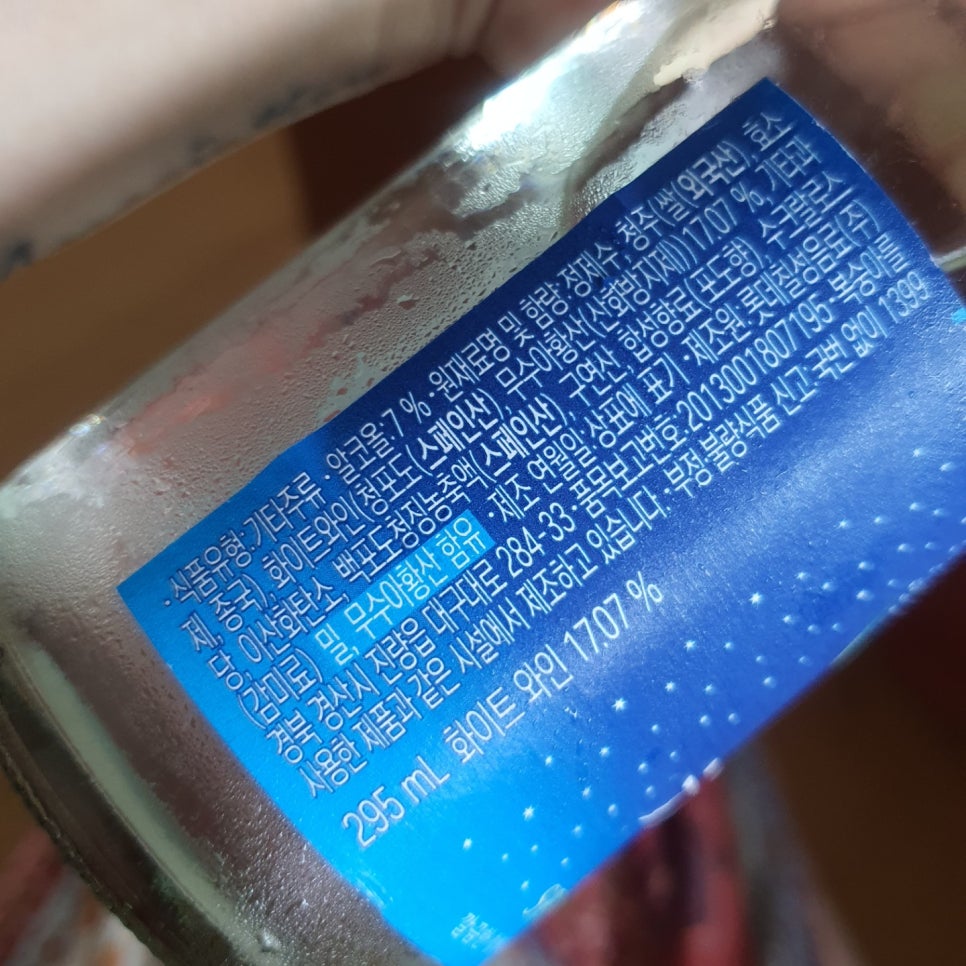 ·식품유형:기타주류 · 알코올:7 % ·원재료명 및 함량:정제수, 청주(쌀(외국산), 효소
제, 종국), 화이트와인(청포도(스페인산), 무수아황산(산화방지제))17.07 %, 기타과
당, 이산화탄소, 백포도청징농축액(스페인산), 구연산, 합성향료(포도향), 수크랄로스
(감미료) 밀, 무수아황산 함유 ·제조 연월일:상표에 표기 ·제조원:롯데칠성음료(주)
경북 경산시 진량읍 대구대로 284-33·품목보고번호:2013001807195·복숭아를
사용한 제품과 같은 시설에서 제조하고 있습니다.·부정·불량식품 신고:국번 없이 1399
295 mL 화이트 와인 17.07 %